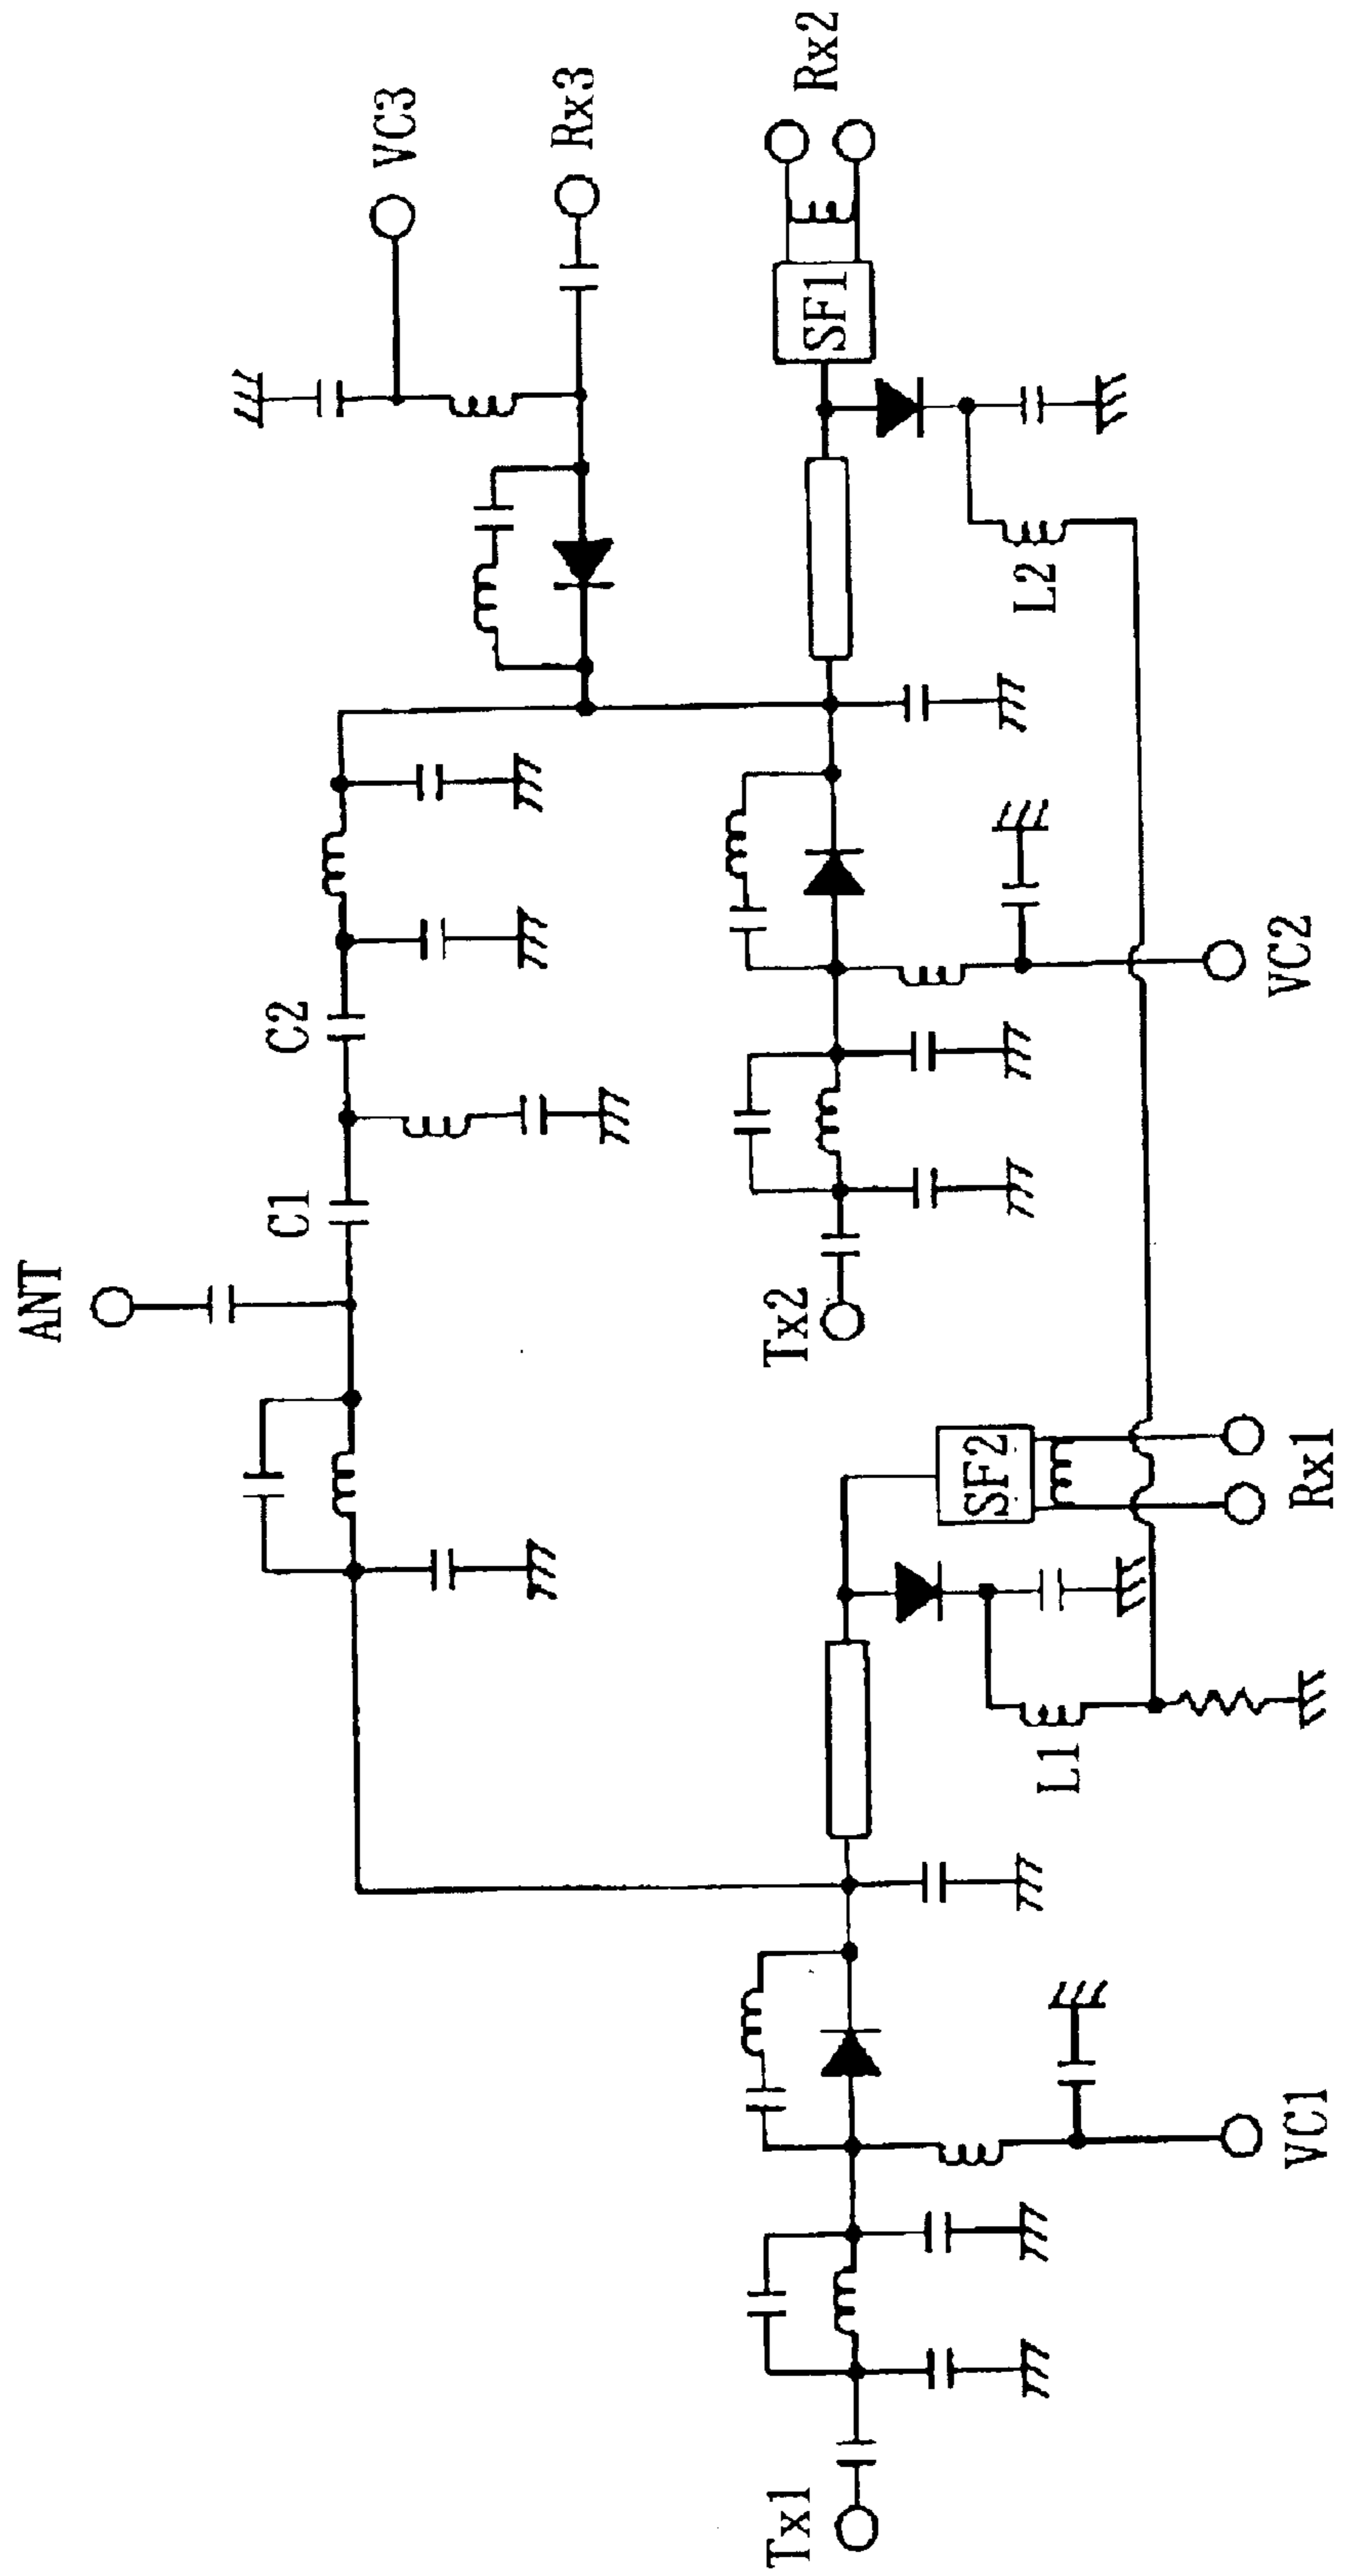 ANT
VC3
Rx3
Rx2
C1
C2
SF1
L2
Tx2
VC2
SF2
Rx1
L1
VC1
Tx1